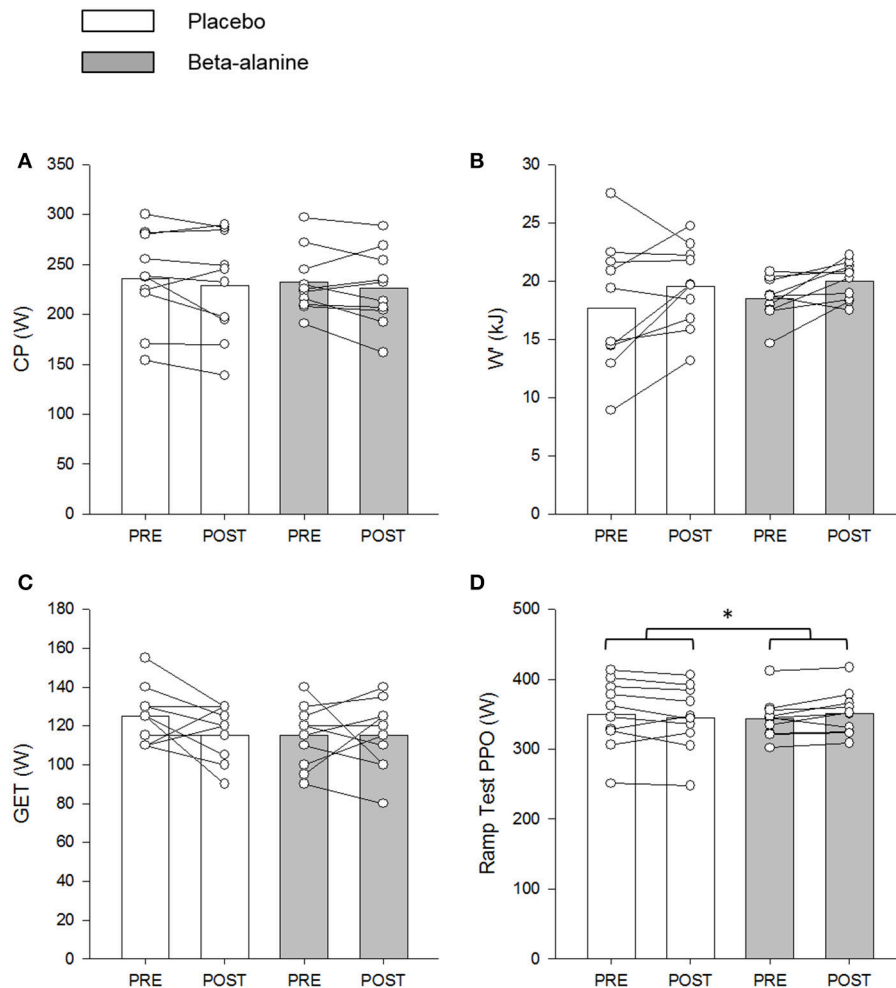 Placebo
Beta-alanine
A
350
300
250
200
150
100
50
0
CP (W)
PRE POST PRE POST
B
30
25
20
15
10
5
0
W' (kJ)
PRE POST PRE POST
C
180
160
140
120
100
80
60
40
20
0
GET (W)
PRE POST PRE POST
D
500
400
300
200
100
0
Ramp Test PPO (W)
*
PRE POST PRE POST